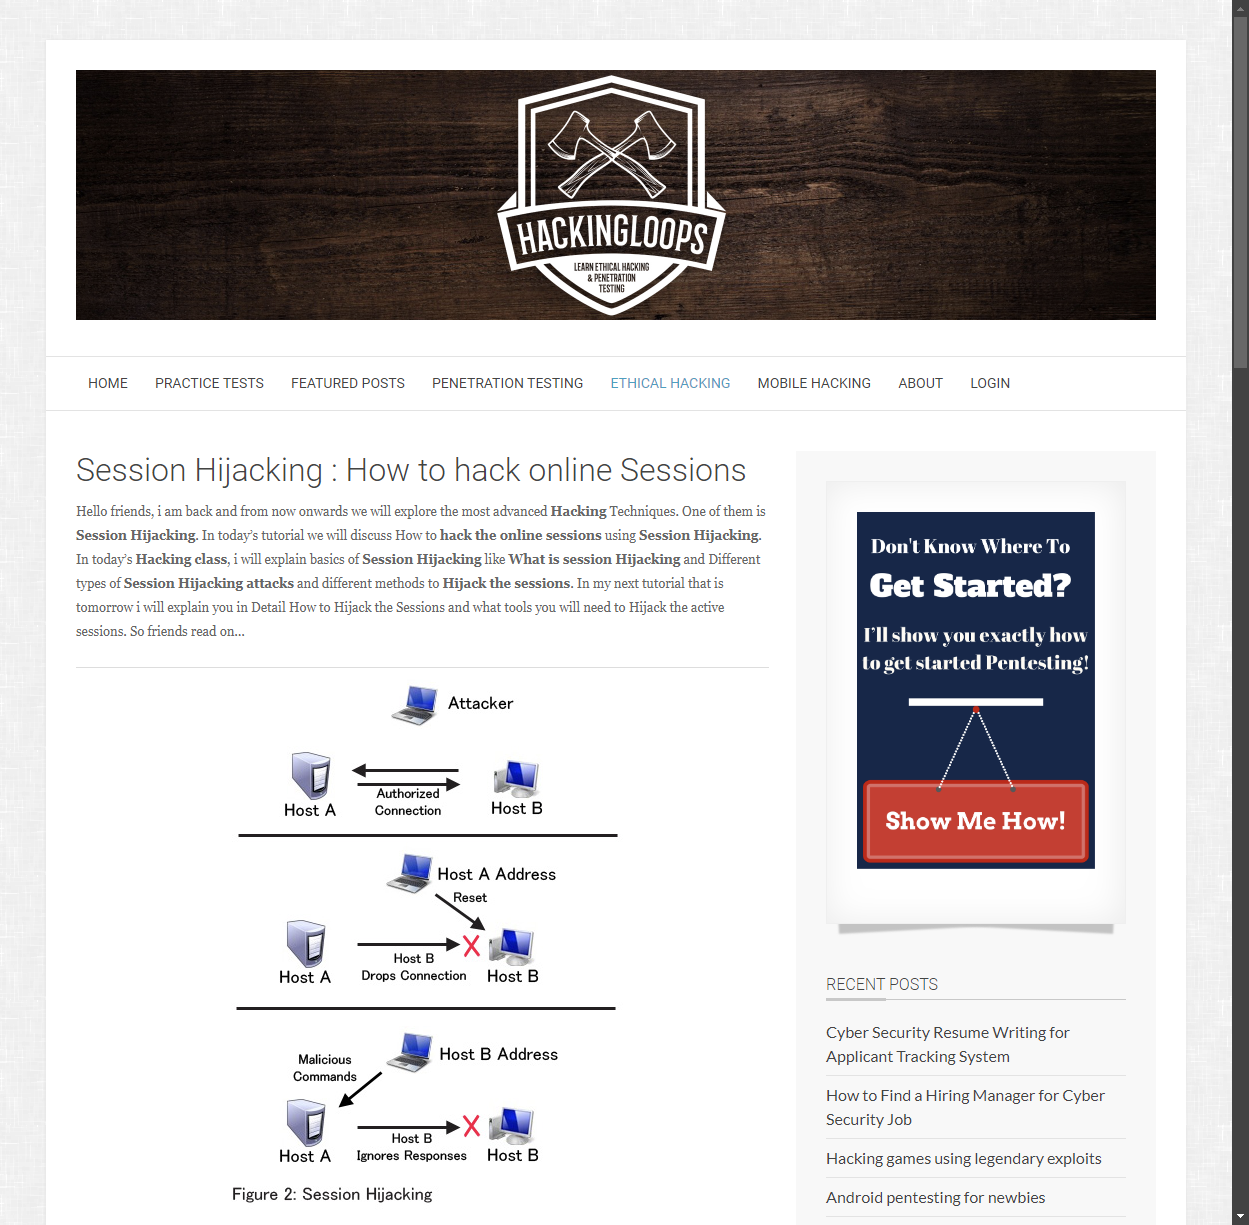 HACKINGLOOPS
LEARN ETHICAL HACKING
& PENETRATION
TESTING
HOME PRACTICE TESTS FEATURED POSTS PENETRATION TESTING ETHICAL HACKING MOBILE HACKING ABOUT LOGIN
Session Hijacking : How to hack online Sessions
Hello friends, i am back and from now onwards we will explore the most advanced Hacking Techniques. One of them is
Session Hijacking. In today's tutorial we will discuss How to hack the online sessions using Session Hijacking.
In today's Hacking class, i will explain basics of Session Hijacking like What is session Hijacking and Different
types of Session Hijacking attacks and different methods to Hijack the sessions. In my next tutorial that is
tomorrow i will explain you in Detail How to Hijack the Sessions and what tools you will need to Hijack the active
sessions. So friends read on...
Attacker
Authorized
Connection
Host A
Host B
Host A Address
Reset
Host B
Drops Connection
Host A
Host B
Host B Address
Malicious
Commands
Host B
Ignores Responses
Host A
Host B
Figure 2: Session Hijacking
Don't Know Where To
Get Started?
I'll show you exactly how
to get started Pentesting!
Show Me How!
RECENT POSTS
Cyber Security Resume Writing for
Applicant Tracking System
How to Find a Hiring Manager for Cyber
Security Job
Hacking games using legendary exploits
Android pentesting for newbies